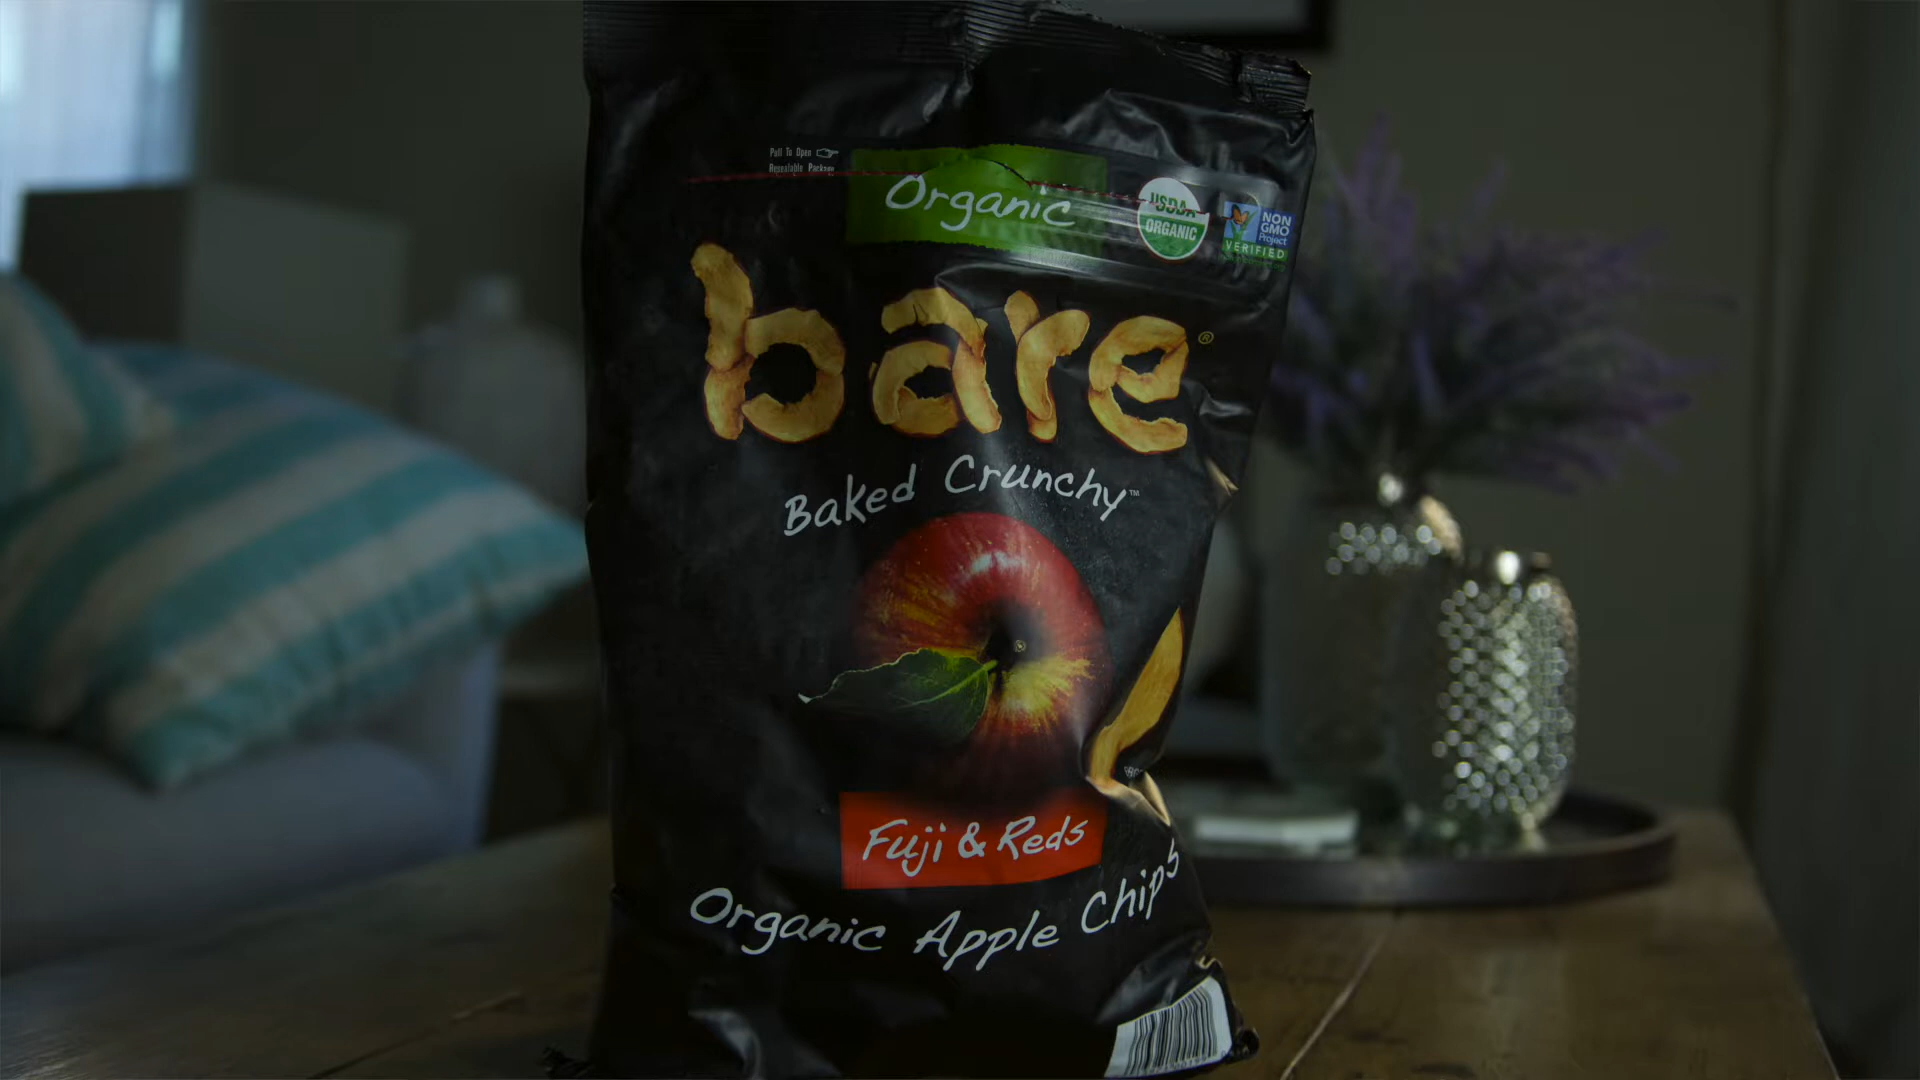 Pull To Open
Resealable Package
Organic
USDA
ORGANIC
NON
GMO
Project
VERIFIED
bare®
Baked Crunchy™
Fuji & Reds
Organic Apple Chips